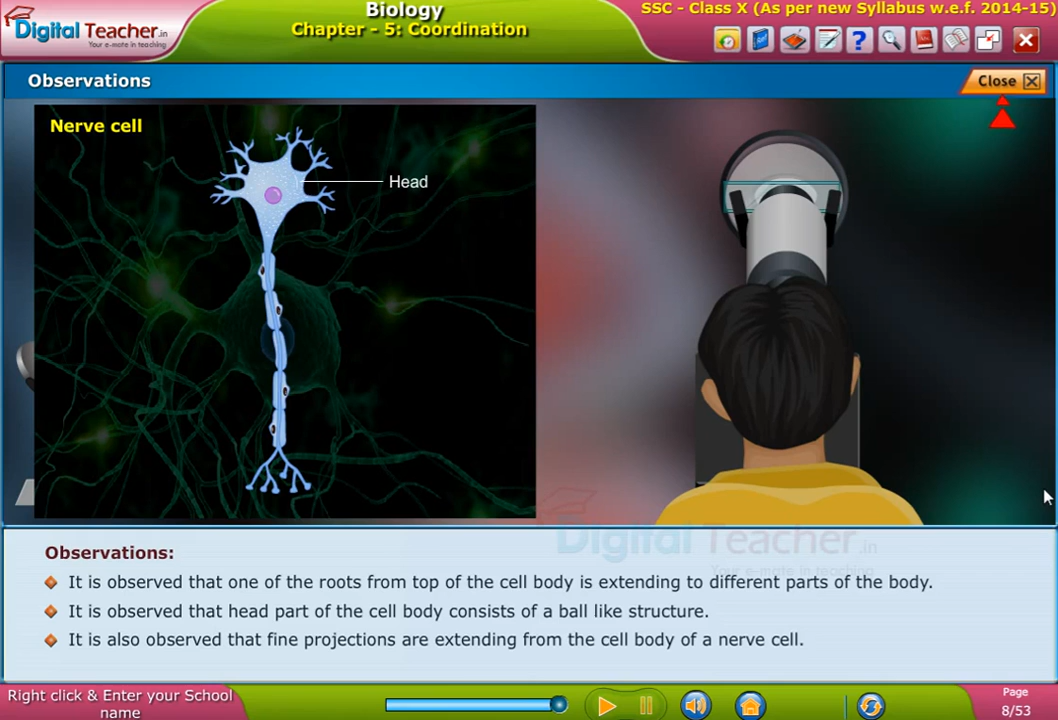 Digital Teacher.in
Your e-mate in teaching
Biology
Chapter - 5: Coordination
SSC - Class X (As per new Syllabus w.e.f. 2014-15)
Observations
Close
Nerve cell
Head
Digital Teacher.in
Your e-mate in teaching
Observations:
It is observed that one of the roots from top of the cell body is extending to different parts of the body.
It is observed that head part of the cell body consists of a ball like structure.
It is also observed that fine projections are extending from the cell body of a nerve cell.
Right click & Enter your School
name
Page
8/53